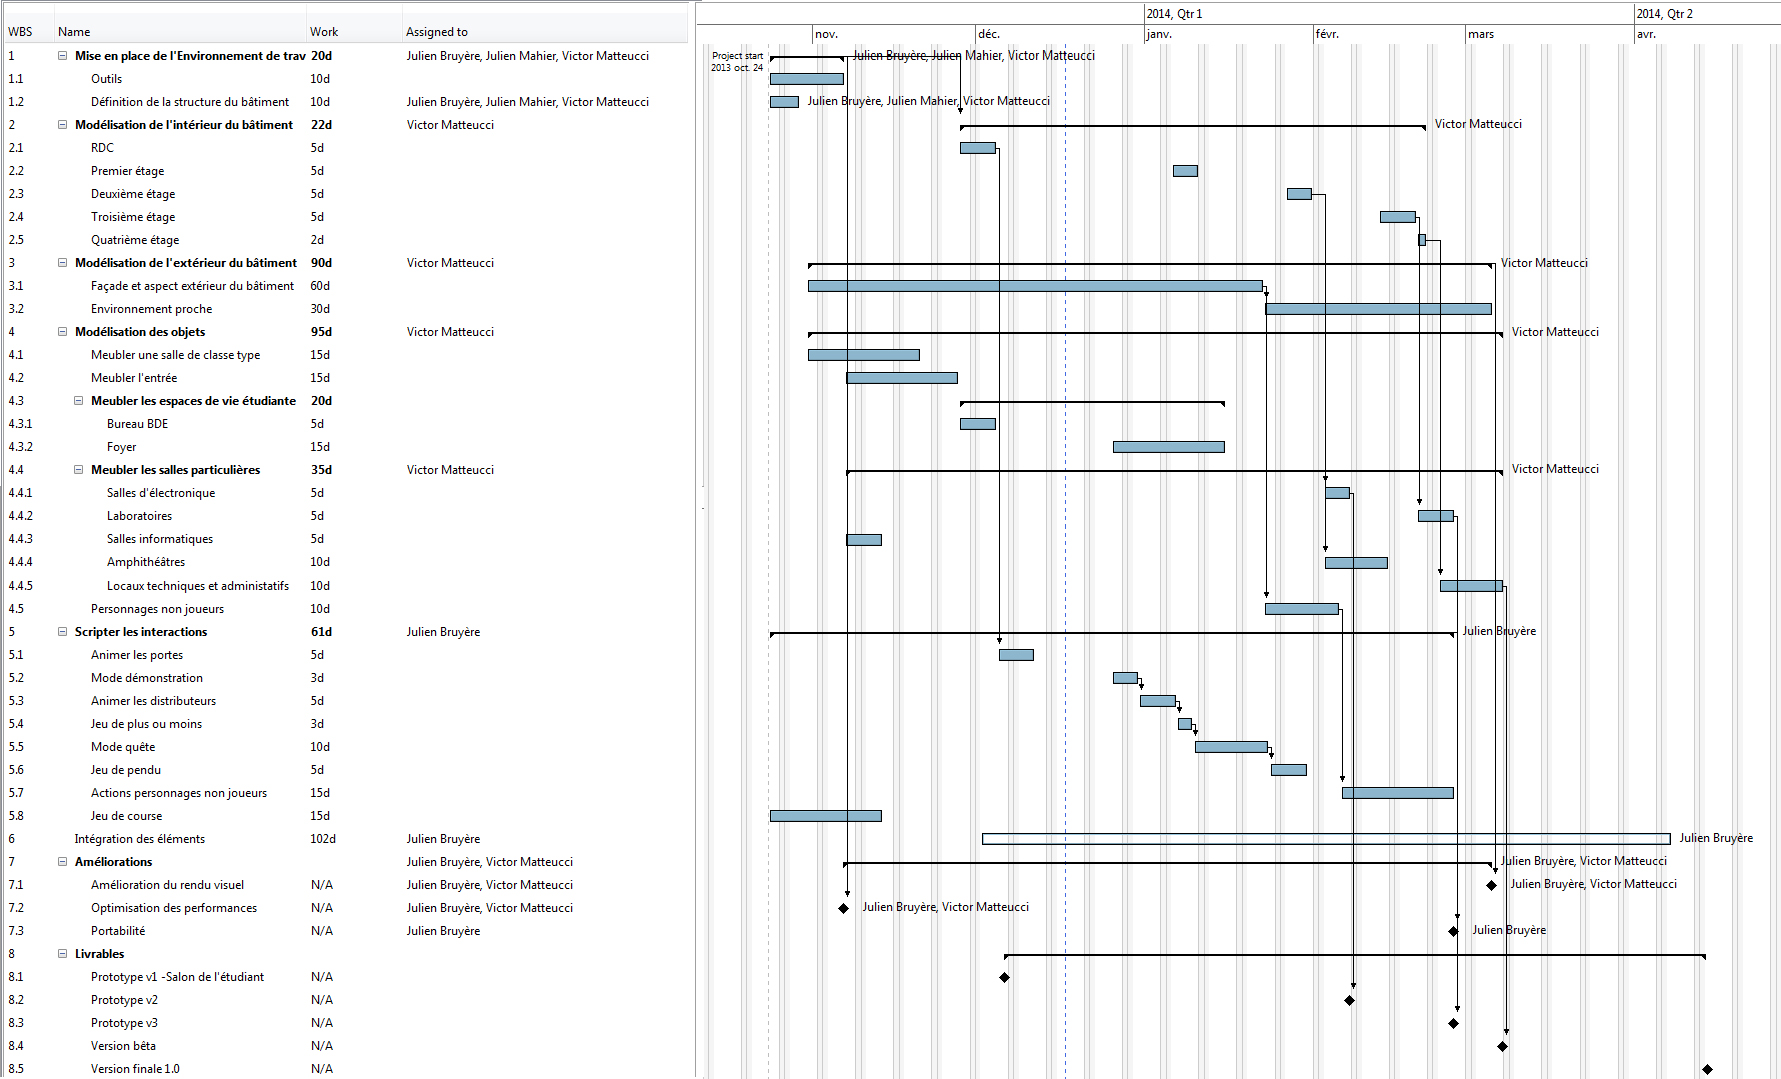 2014, Qtr 1 2014, Qtr 2
WBS Name Work Assigned to nov. déc. janv. févr. mars avr.
Project start
2013 oct. 24
1 Mise en place de l'Environnement de trav 20d Julien Bruyère, Julien Mahier, Victor Matteucci Julien Bruyère, Julien Mahier, Victor Matteucci
1.1 Outils 10d
1.2 Définition de la structure du bâtiment 10d Julien Bruyère, Julien Mahier, Victor Matteucci Julien Bruyère, Julien Mahier, Victor Matteucci
2 Modélisation de l'intérieur du bâtiment 22d Victor Matteucci Victor Matteucci
2.1 RDC 5d
2.2 Premier étage 5d
2.3 Deuxième étage 5d
2.4 Troisième étage 5d
2.5 Quatrième étage 2d
3 Modélisation de l'extérieur du bâtiment 90d Victor Matteucci Victor Matteucci
3.1 Façade et aspect extérieur du bâtiment 60d
3.2 Environnement proche 30d
4 Modélisation des objets 95d Victor Matteucci Victor Matteucci
4.1 Meubler une salle de classe type 15d
4.2 Meubler l'entrée 15d
4.3 Meubler les espaces de vie étudiante 20d
4.3.1 Bureau BDE 5d
4.3.2 Foyer 15d
4.4 Meubler les salles particulières 35d Victor Matteucci Victor Matteucci
4.4.1 Salles d'électronique 5d
4.4.2 Laboratoires 5d
4.4.3 Salles informatiques 5d
4.4.4 Amphithéâtres 10d
4.4.5 Locaux techniques et administatifs 10d
4.5 Personnages non joueurs 10d
5 Scripter les interactions 61d Julien Bruyère Julien Bruyère
5.1 Animer les portes 5d
5.2 Mode démonstration 3d
5.3 Animer les distributeurs 5d
5.4 Jeu de plus ou moins 3d
5.5 Mode quête 10d
5.6 Jeu de pendu 5d
5.7 Actions personnages non joueurs 15d
5.8 Jeu de course 15d
6 Intégration des éléments 102d Julien Bruyère Julien Bruyère
7 Améliorations Julien Bruyère, Victor Matteucci Julien Bruyère, Victor Matteucci
7.1 Amélioration du rendu visuel N/A Julien Bruyère, Victor Matteucci Julien Bruyère, Victor Matteucci
7.2 Optimisation des performances N/A Julien Bruyère, Victor Matteucci Julien Bruyère, Victor Matteucci
7.3 Portabilité N/A Julien Bruyère Julien Bruyère
8 Livrables
8.1 Prototype v1 -Salon de l'étudiant N/A
8.2 Prototype v2 N/A
8.3 Prototype v3 N/A
8.4 Version bêta N/A
8.5 Version finale 1.0 N/A